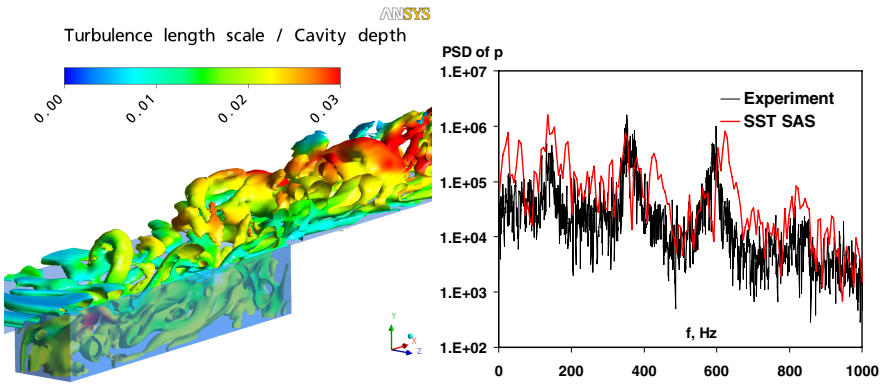 ANSYS
Turbulence length scale / Cavity depth
0.00
0.01
0.02
0.03
Y
X
Z
PSD of p
1.E+07
1.E+06
1.E+05
1.E+04
1.E+03
1.E+02
Experiment
SST SAS
f, Hz
0 200 400 600 800 1000